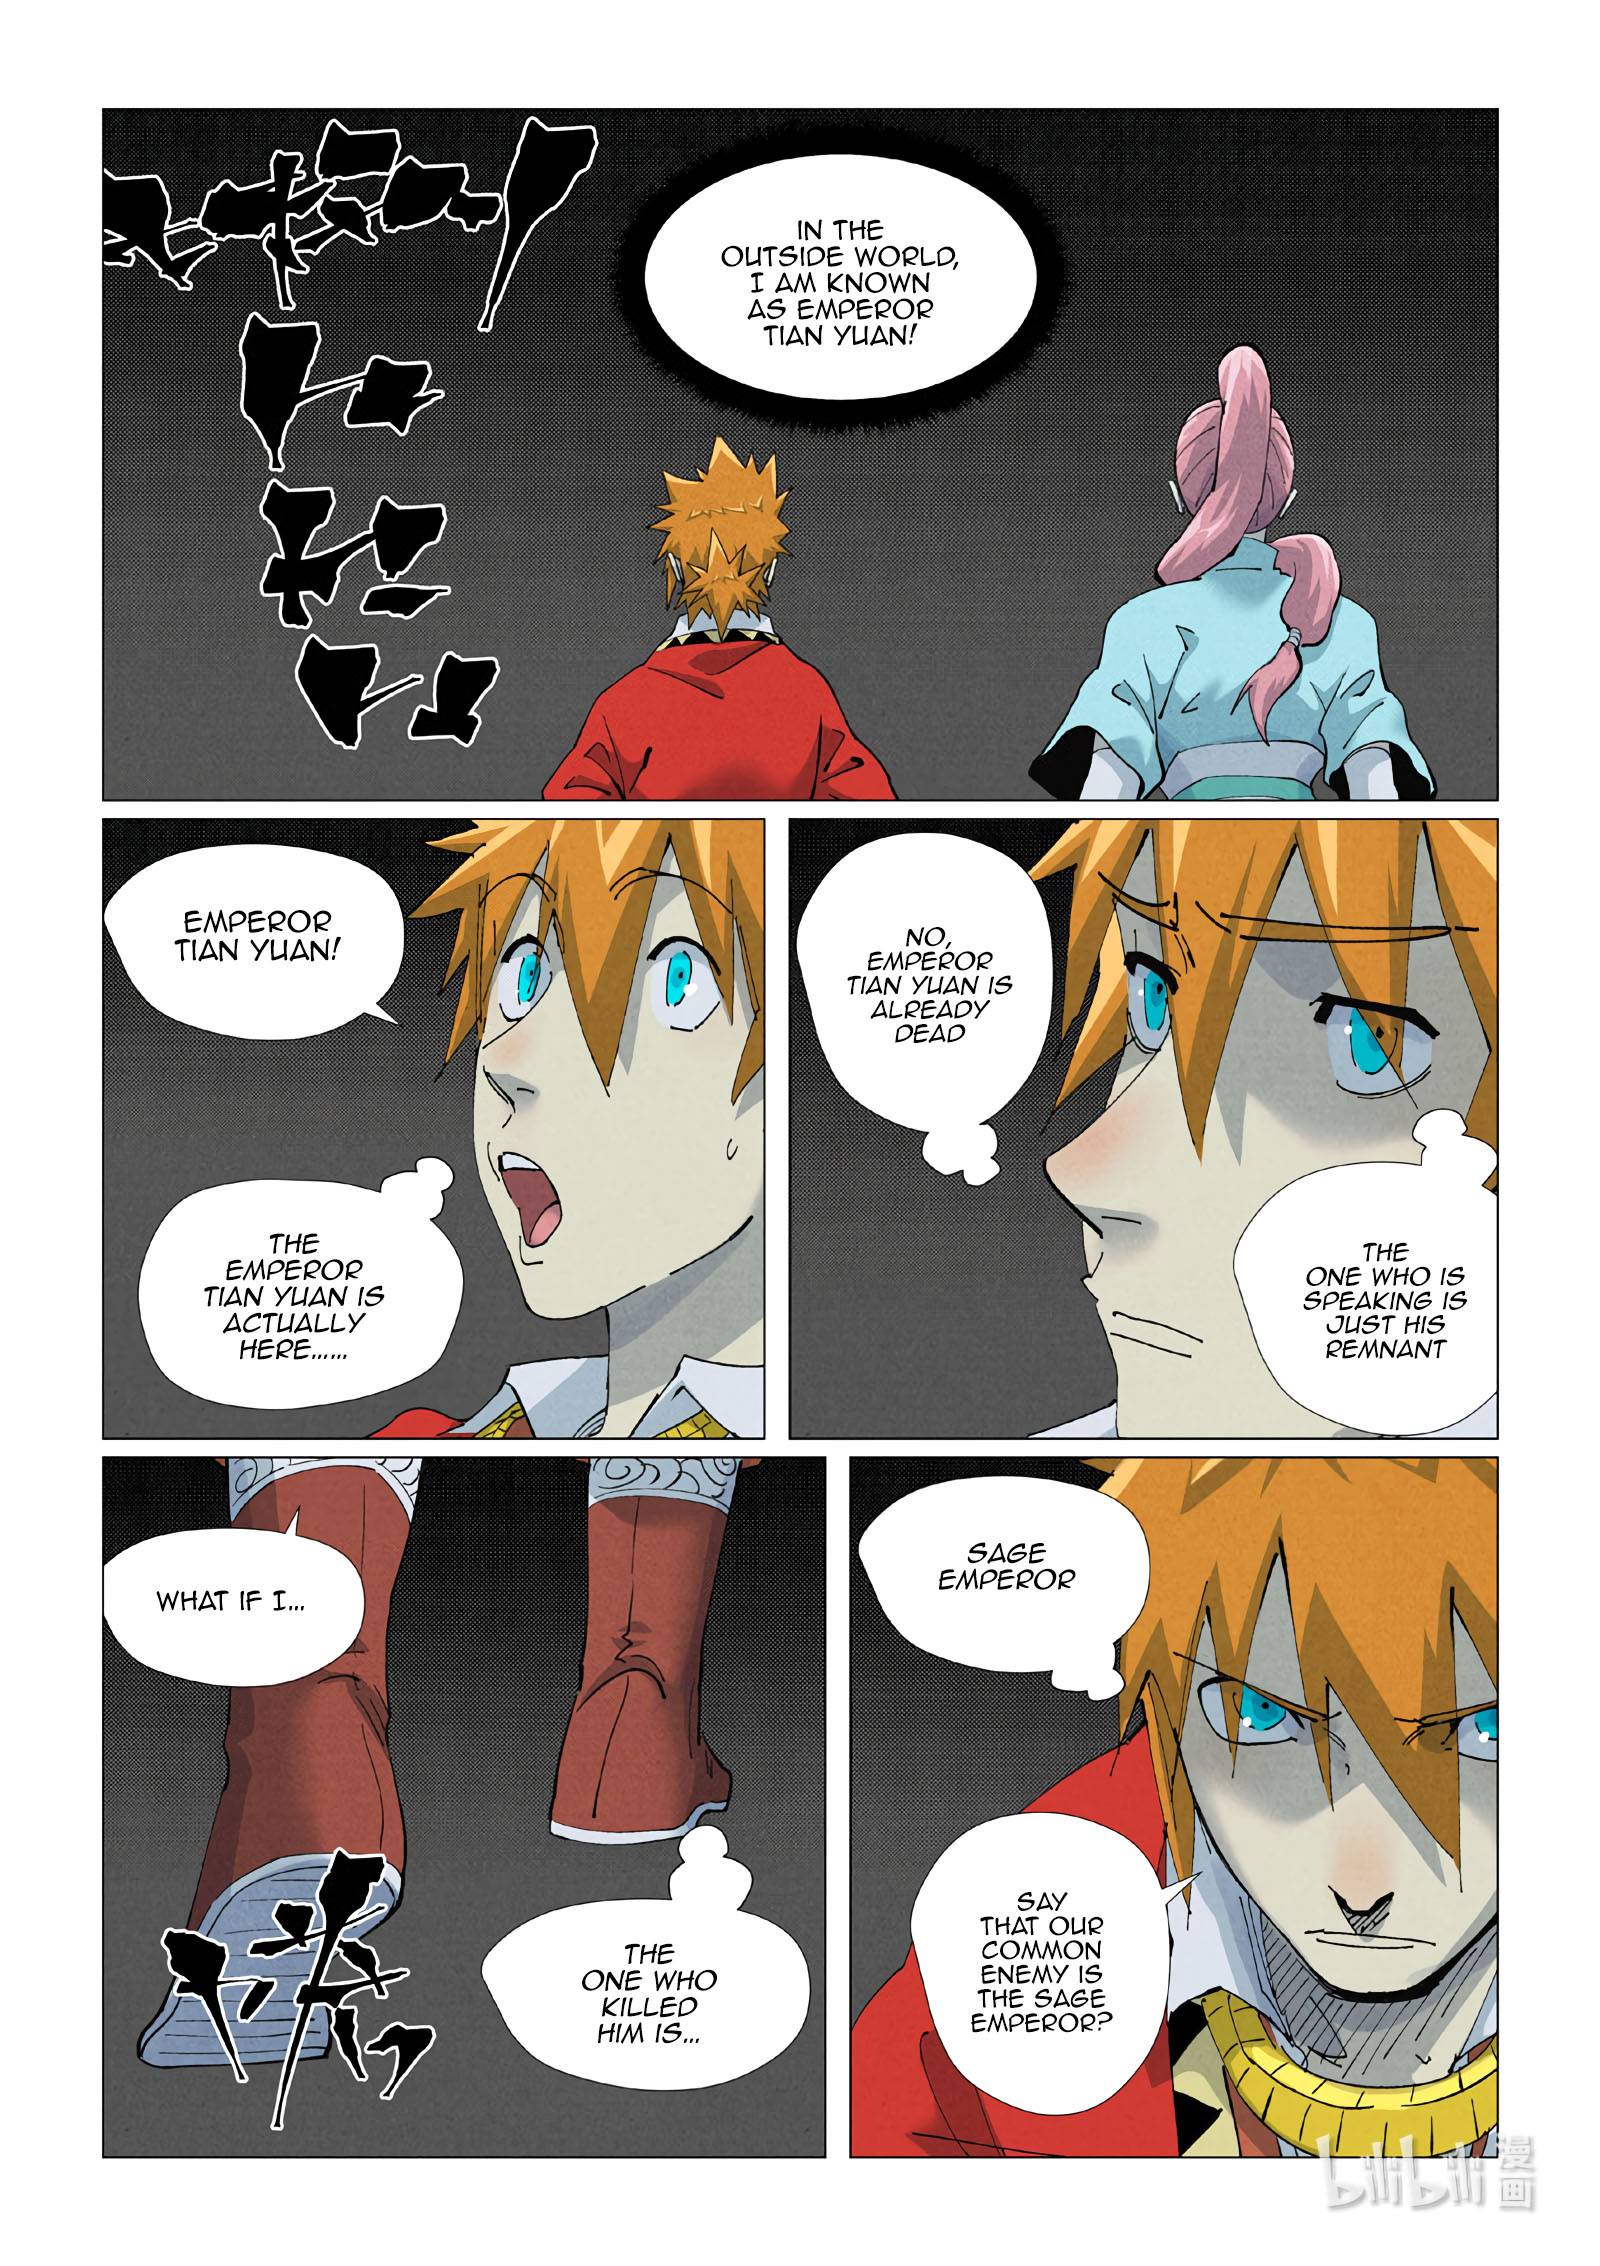 IN THE
OUTSIDE WORLD,
I AM KNOWN
AS EMPEROR
TIAN YUAN!
EMPEROR
TIAN YUAN!
THE
EMPEROR
TIAN YUAN IS
ACTUALLY
HERE......
NO,
EMPEROR
TIAN YUAN IS
ALREADY
DEAD
THE
ONE WHO IS
SPEAKING IS
JUST HIS
REMNANT
WHAT IF I...
THE
ONE WHO
KILLED
HIM IS...
SAGE
EMPEROR
SAY
THAT OUR
COMMON
ENEMY IS
THE SAGE
EMPEROR?
bilibili 漫画